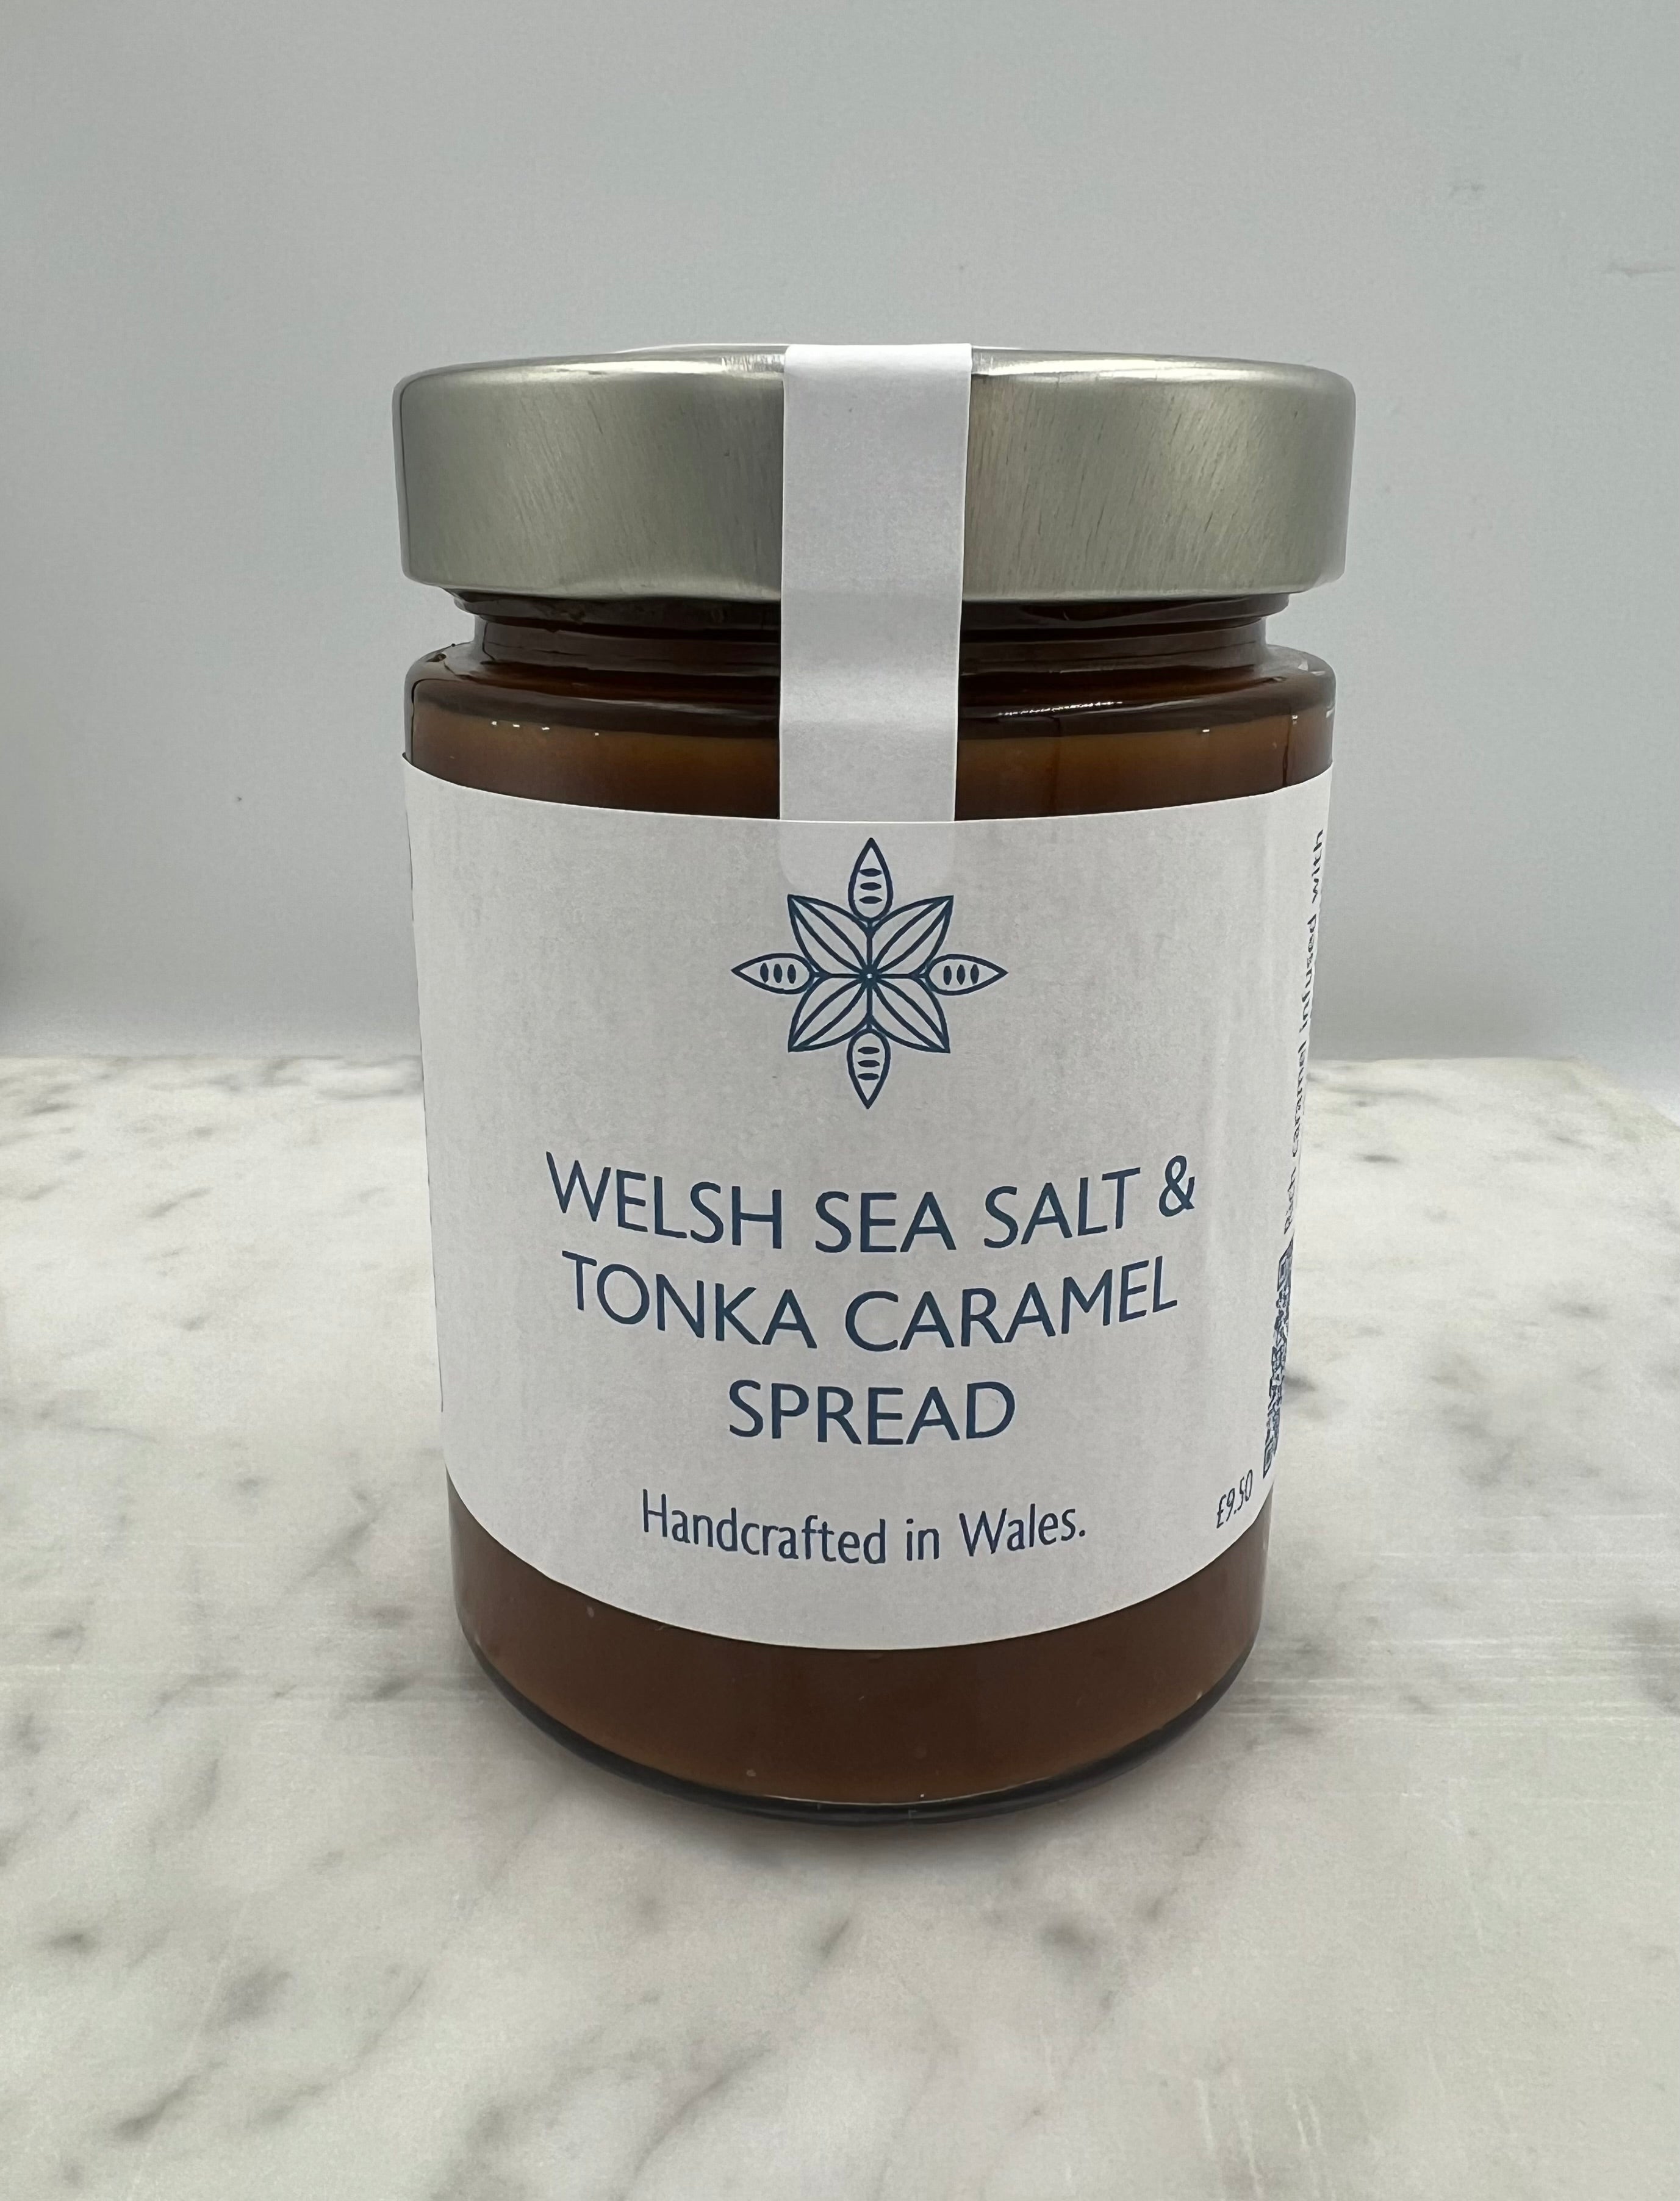 WELSH SEA SALT &
TONKA CARAMEL
SPREAD
Handcrafted in Wales.
£9.50
Rich caramel infused with